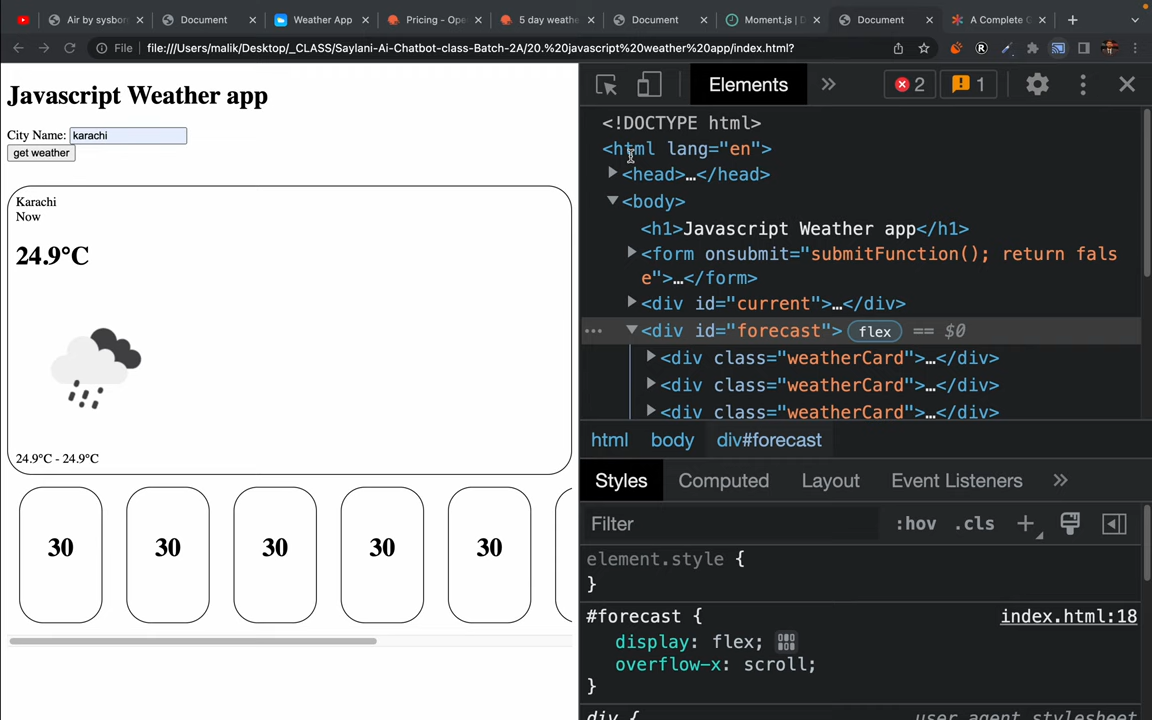 Air by sysborg
Document
Weather App
Pricing - Ope
5 day weathe
Document
Moment.js | D
Document
A Complete G
File
file:///Users/malik/Desktop/_CLASS/Saylani-Ai-Chatbot-class-Batch-2A/20.%20javascript%20weather%20app/index.html?
Javascript Weather app
City Name: karachi
get weather
Karachi
Now
24.9°C
24.9°C - 24.9°C
30 30 30 30 30
Elements » 2 1
<!DOCTYPE html>
<html lang="en">
<head>…</head>
<body>
<h1>Javascript Weather app</h1>
<form onsubmit="submitFunction(); return fals
e">…</form>
<div id="current">…</div>
<div id="forecast"> flex == $0
<div class="weatherCard">…</div>
<div class="weatherCard">…</div>
<div class="weatherCard">…</div>
html body div#forecast
Styles Computed Layout Event Listeners »
Filter :hov .cls +
element.style {
}
#forecast { index.html:18
display: flex;
overflow-x: scroll;
}
div { user agent stylesheet